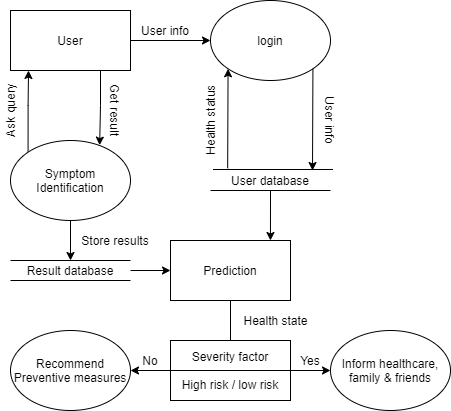 User
User info
login
Ask query
Get result
Health status
User info
Symptom
Identification
User database
Store results
Result database
Prediction
Health state
Recommend
Preventive measures
No
Severity factor
High risk / low risk
Yes
Inform healthcare,
family & friends